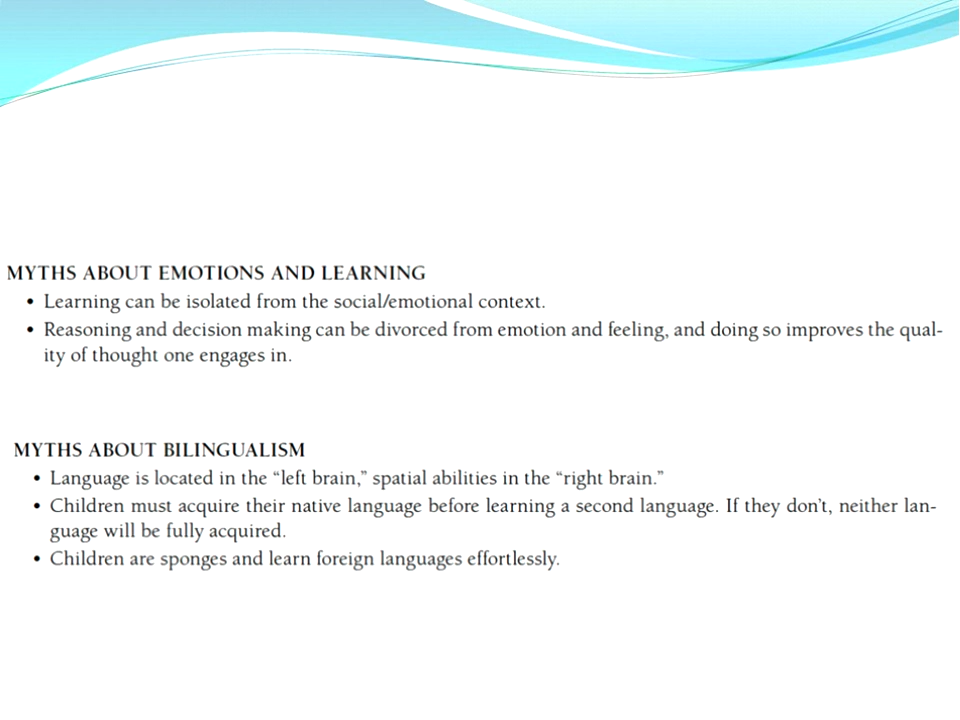 MYTHS ABOUT EMOTIONS AND LEARNING
• Learning can be isolated from the social/emotional context.
• Reasoning and decision making can be divorced from emotion and feeling, and doing so improves the qual-
ity of thought one engages in.
MYTHS ABOUT BILINGUALISM
• Language is located in the “left brain,” spatial abilities in the “right brain.”
• Children must acquire their native language before learning a second language. If they don’t, neither lan-
guage will be fully acquired.
• Children are sponges and learn foreign languages effortlessly.